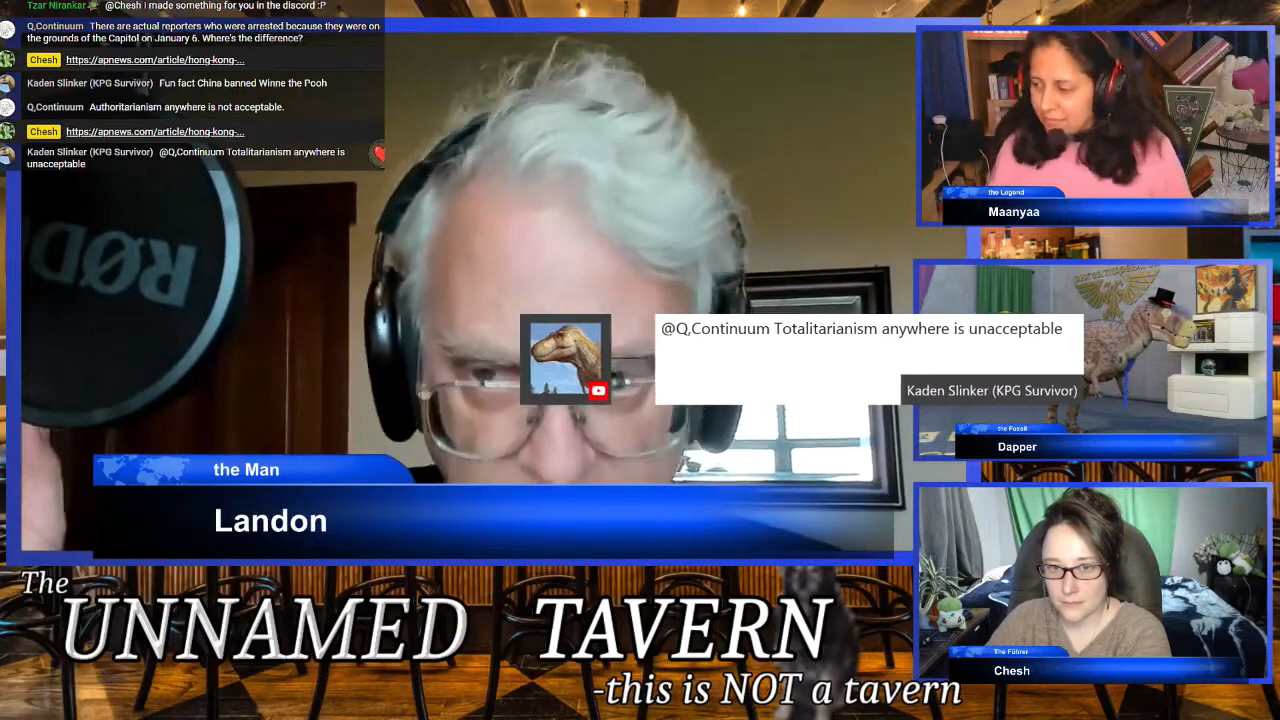 Tzar Nirankar @Chesh I made something for you in the discord :P
Q,Continuum There are actual reporters who were arrested because they were on
the grounds of the Capitol on January 6. Where's the difference?
Chesh https://apnews.com/article/hong-kong-...
Kaden Slinker (KPG Survivor) Fun fact China banned Winne the Pooh
Q,Continuum Authoritarianism anywhere is not acceptable.
Chesh https://apnews.com/article/hong-kong-...
Kaden Slinker (KPG Survivor) @Q,Continuum Totalitarianism anywhere is
unacceptable
RØD
the Legend
Maanyaa
@Q,Continuum Totalitarianism anywhere is unacceptable
Kaden Slinker (KPG Survivor)
the Fossil
Dapper
the Man
Landon
The Führer
Chesh
The
UNNAMED TAVERN
-this is NOT a tavern